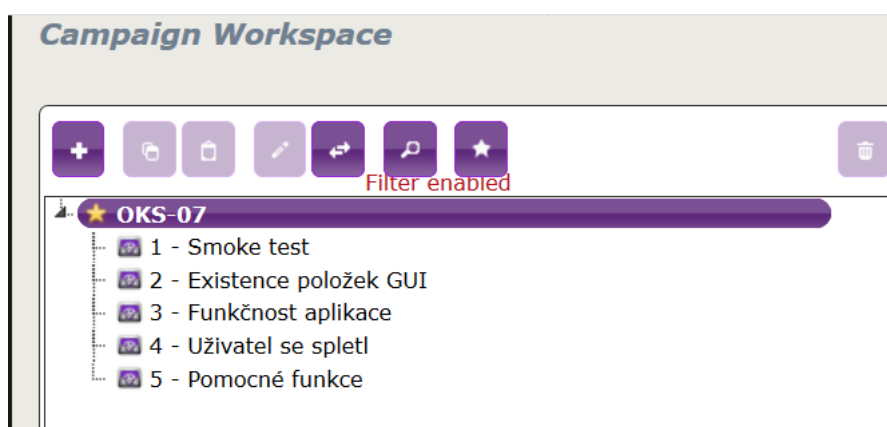 Campaign Workspace
Filter enabled
OKS-07
1 - Smoke test
2 - Existence položek GUI
3 - Funkčnost aplikace
4 - Uživatel se spletl
5 - Pomocné funkce